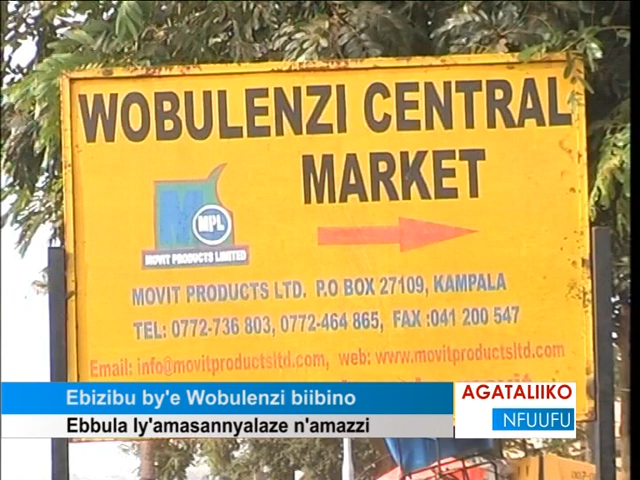 WOBULENZI CENTRAL
MARKET
MPL
MOVIT PRODUCTS LIMITED
MOVIT PRODUCTS LTD. P.O BOX 27109, KAMPALA
TEL: 0772-736 803, 0772-464 865, FAX :041 200 547
Email: info@movitproductsltd.com, web: www.movitproductsltd.com
Ebizibu by'e Wobulenzi biibino
Ebbula ly'amasannyalaze n'amazzi
AGATALIIKO
NFUUFU